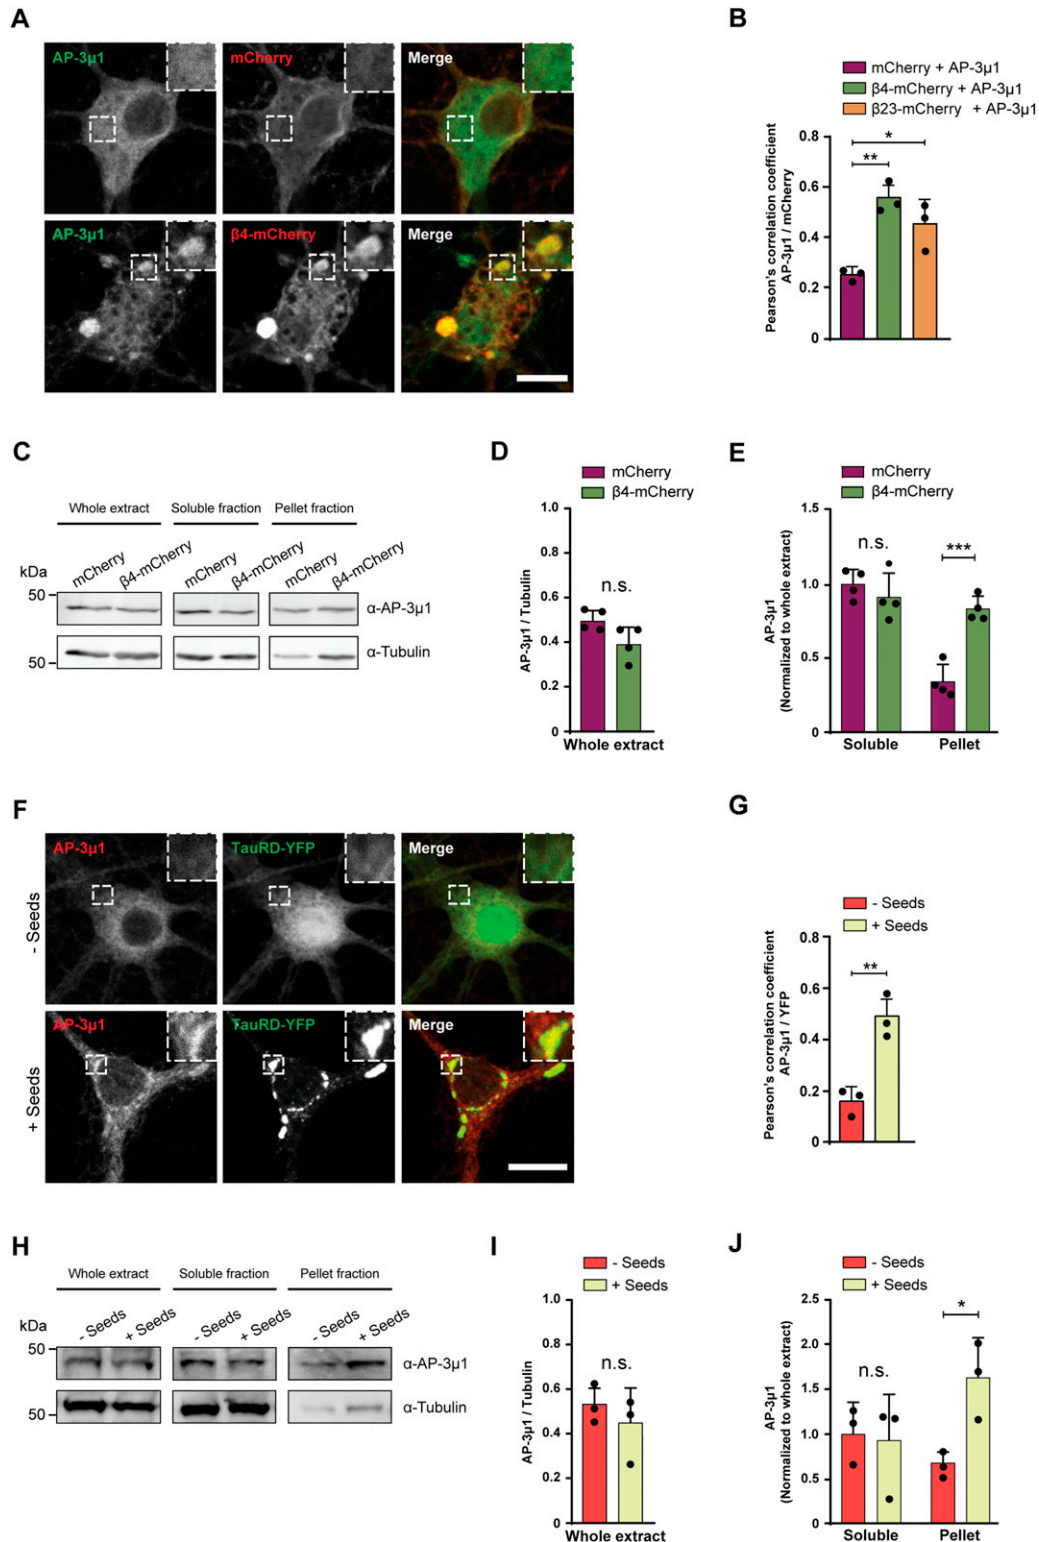 A
AP-3μ1
mCherry
Merge
AP-3μ1
β4-mCherry
Merge
B
mCherry + AP-3μ1
β4-mCherry + AP-3μ1
β23-mCherry + AP-3μ1
Pearson's correlation coefficient
AP-3μ1 / mCherry
0.8
0.6
0.4
0.2
0
*
**
C
Whole extract
Soluble fraction
Pellet fraction
kDa
mCherry
β4-mCherry
mCherry
β4-mCherry
mCherry
β4-mCherry
50
α-AP-3μ1
50
α-Tubulin
D
mCherry
β4-mCherry
AP-3μ1 / Tubulin
1.0
0.8
0.6
0.4
0.2
0
n.s.
Whole extract
E
mCherry
β4-mCherry
AP-3μ1
(Normalized to whole extract)
1.5
1.0
0.5
0
n.s.
***
Soluble
Pellet
F
- Seeds
AP-3μ1
TauRD-YFP
Merge
+ Seeds
AP-3μ1
TauRD-YFP
Merge
G
- Seeds
+ Seeds
Pearson's correlation coefficient
AP-3μ1 / YFP
0.8
0.6
0.4
0.2
0
**
H
Whole extract
Soluble fraction
Pellet fraction
kDa
- Seeds
+ Seeds
- Seeds
+ Seeds
- Seeds
+ Seeds
50
α-AP-3μ1
50
α-Tubulin
I
- Seeds
+ Seeds
AP-3μ1 / Tubulin
1.0
0.8
0.6
0.4
0.2
0
n.s.
Whole extract
J
- Seeds
+ Seeds
AP-3μ1
(Normalized to whole extract)
2.5
2.0
1.5
1.0
0.5
0
n.s.
*
Soluble
Pellet